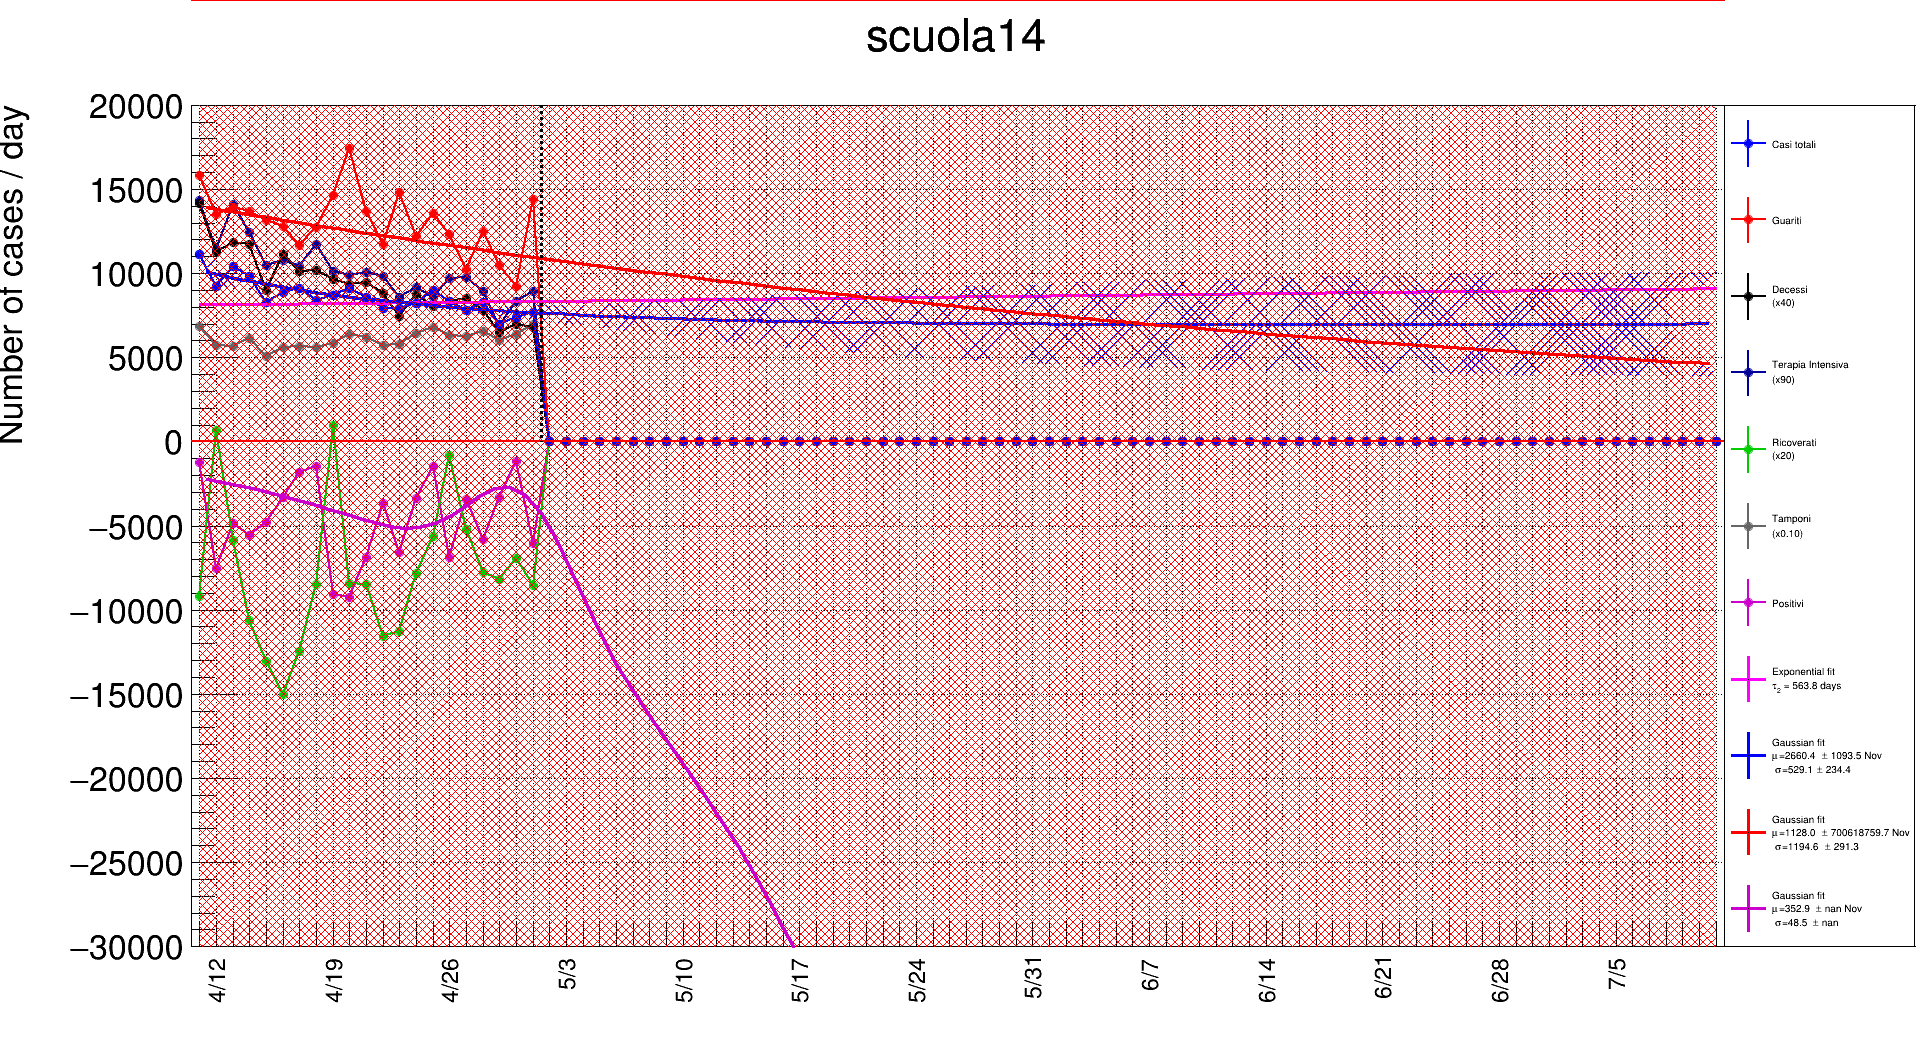 scuola14
Number of cases / day
20000
15000
10000
5000
0
−5000
−10000
−15000
−20000
−25000
−30000
4/12
4/19
4/26
5/3
5/10
5/17
5/24
5/31
6/7
6/14
6/21
6/28
7/5
Casi totali
Guariti
Decessi
(x40)
Terapia Intensiva
(x90)
Ricoverati
(x20)
Tamponi
(x0.10)
Positivi
Exponential fit
τ2 = 563.8 days
Gaussian fit
μ=2660.4 ± 1093.5 Nov
σ=529.1 ± 234.4
Gaussian fit
μ=1128.0 ± 700618759.7 Nov
σ=1194.6 ± 291.3
Gaussian fit
μ=352.9 ± nan Nov
σ=48.5 ± nan